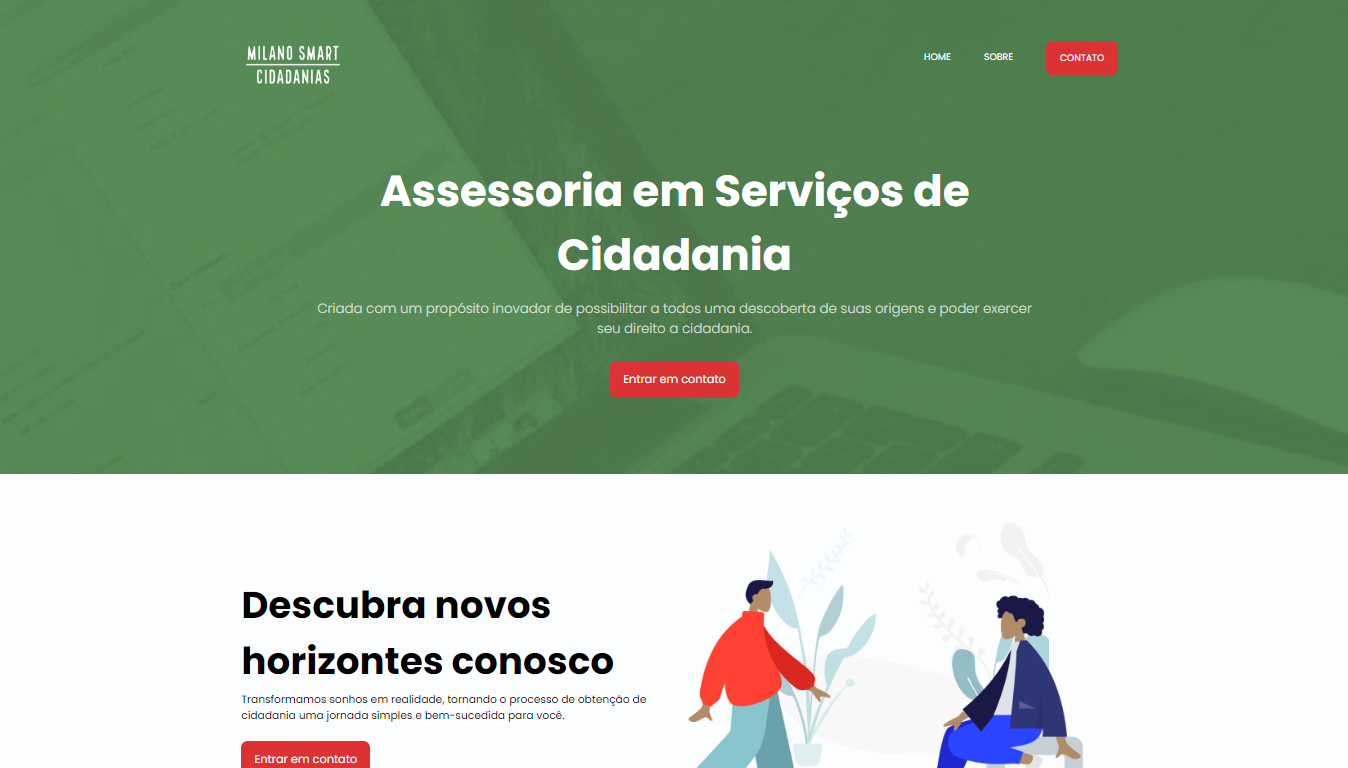 MILANO SMART
CIDADANIAS
HOME
SOBRE
CONTATO
Assessoria em Serviços de
Cidadania
Criada com um propósito inovador de possibilitar a todos uma descoberta de suas origens e poder exercer
seu direito a cidadania.
Entrar em contato
Descubra novos
horizontes conosco
Transformamos sonhos em realidade, tornando o processo de obtenção de
cidadania uma jornada simples e bem-sucedida para você.
Entrar em contato